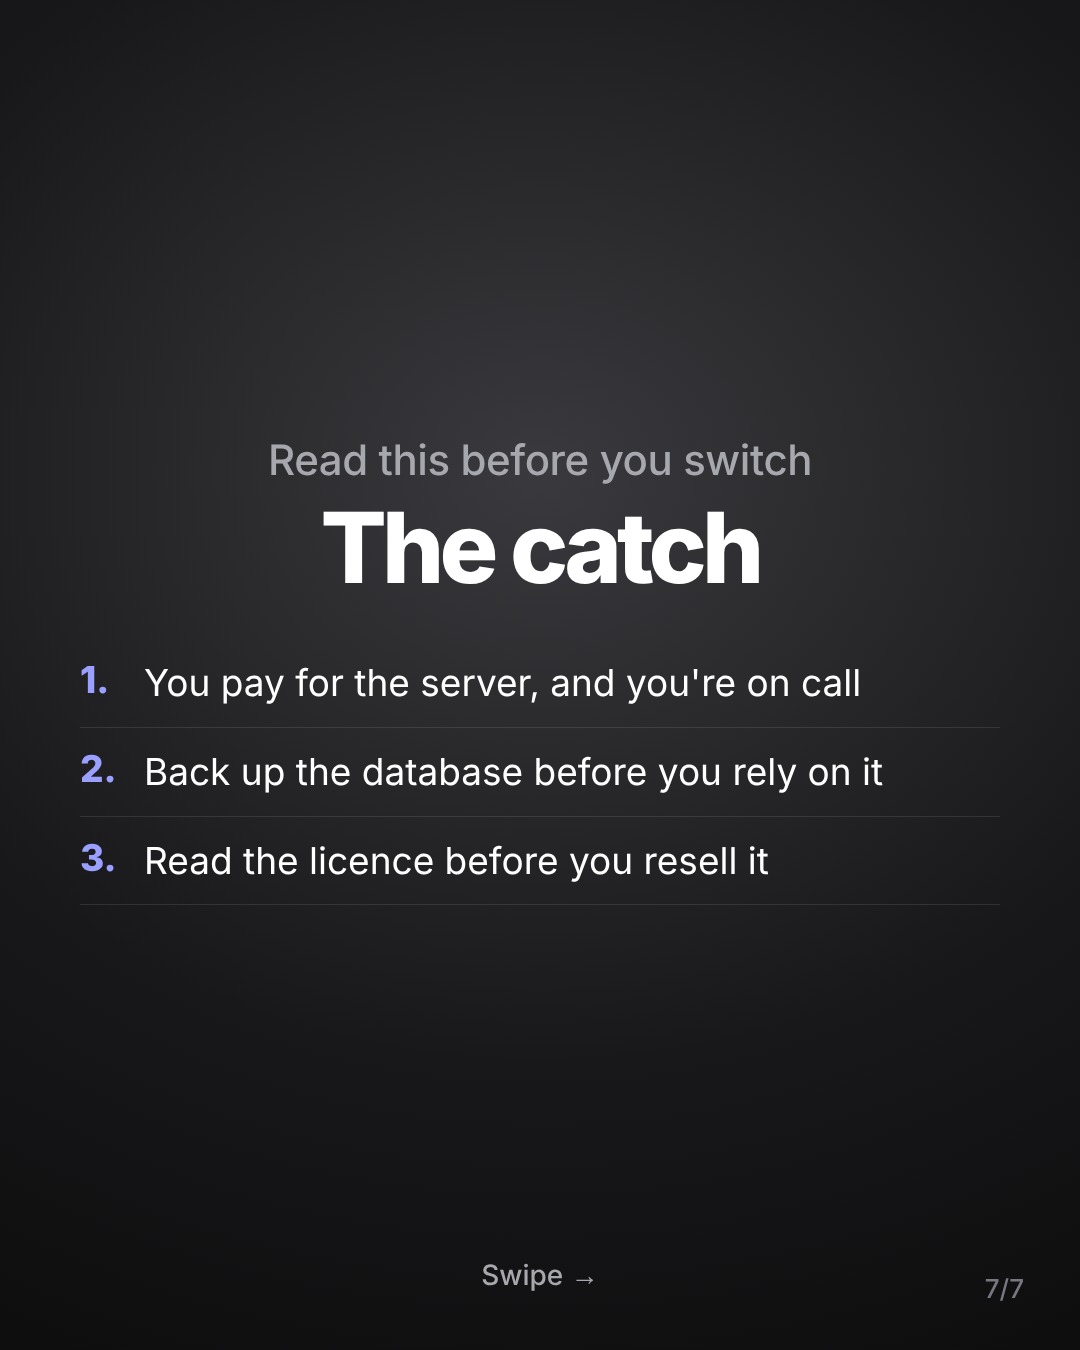 Read this before you switch
The catch
1. You pay for the server, and you're on call
2. Back up the database before you rely on it
3. Read the licence before you resell it
Swipe →
7/7